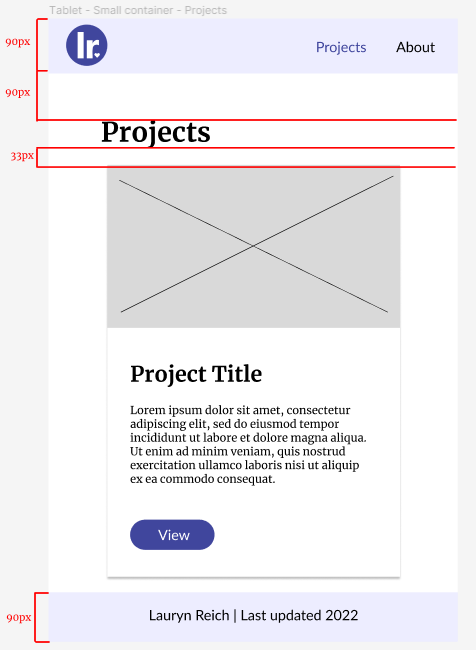 Tablet - Small container - Projects
90px
lr.
Projects About
90px
Projects
33px
Project Title
Lorem ipsum dolor sit amet, consectetur
adipiscing elit, sed do eiusmod tempor
incididunt ut labore et dolore magna aliqua.
Ut enim ad minim veniam, quis nostrud
exercitation ullamco laboris nisi ut aliquip
ex ea commodo consequat.
View
90px
Lauryn Reich | Last updated 2022